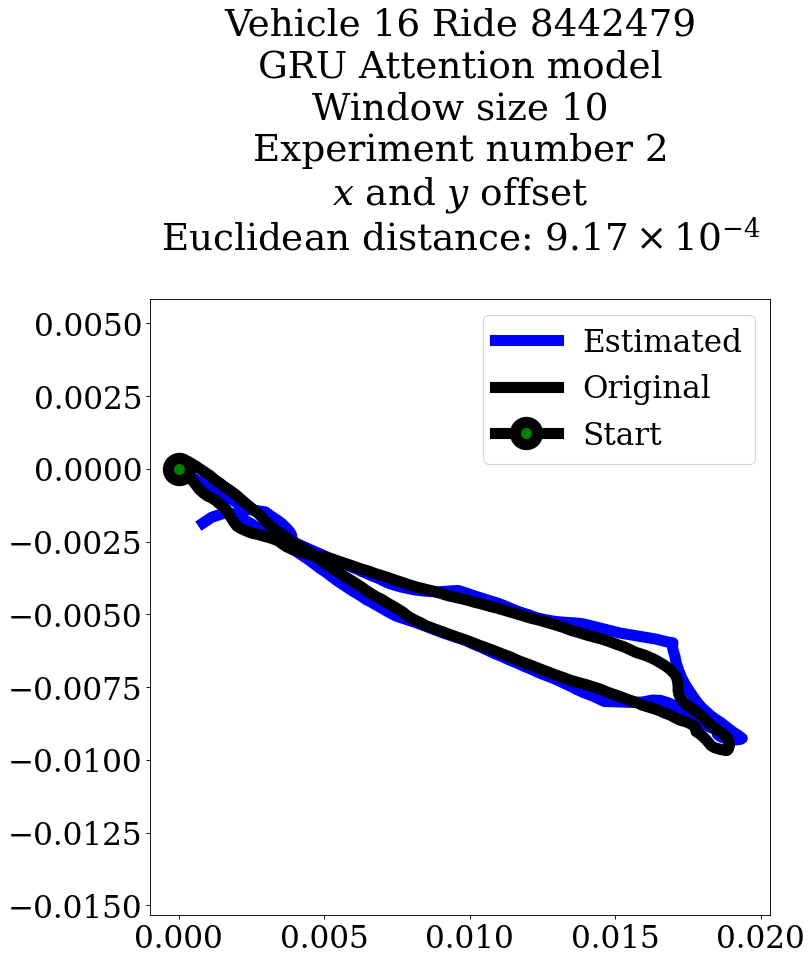 Vehicle 16 Ride 8442479
GRU Attention model
Window size 10
Experiment number 2
x and y offset
Euclidean distance: 9.17 × 10⁻⁴
Estimated
Original
Start
0.0050
0.0025
0.0000
−0.0025
−0.0050
−0.0075
−0.0100
−0.0125
−0.0150
0.000 0.005 0.010 0.015 0.020